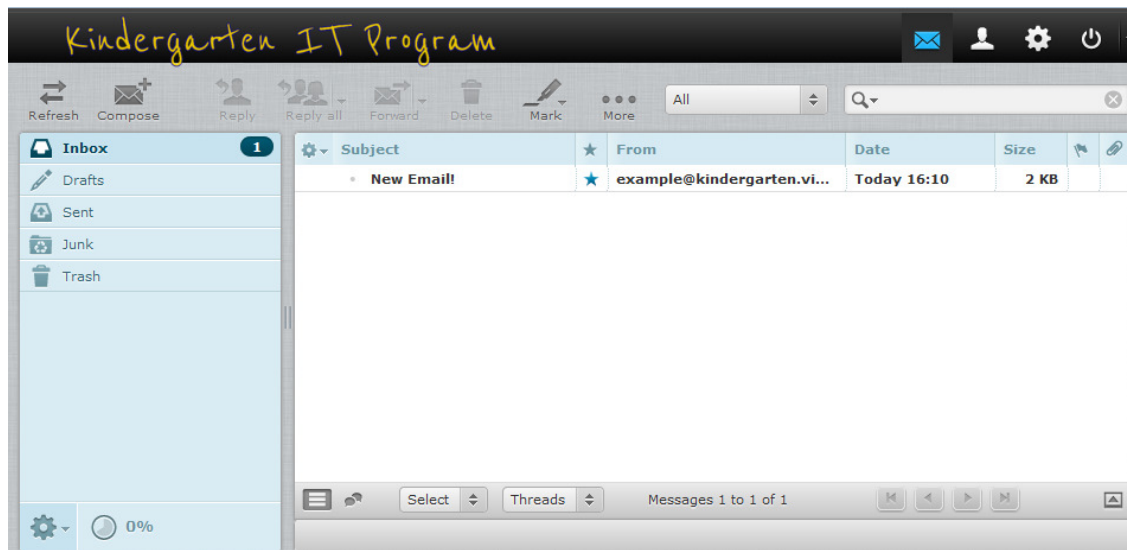 Kindergarten IT Program
Refresh Compose Reply Reply all Forward Delete Mark More All
Inbox 1
Drafts
Sent
Junk
Trash
Subject From Date Size
New Email! example@kindergarten.vi... Today 16:10 2 KB
Select Threads Messages 1 to 1 of 1
0%